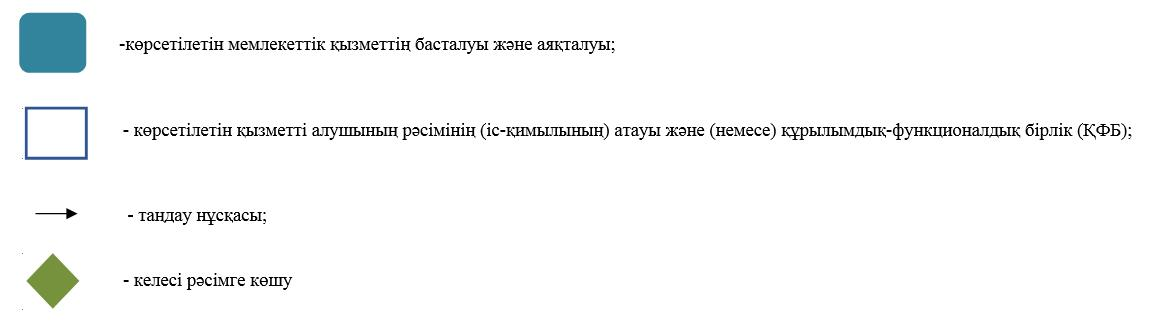 -көрсетілетін мемлекеттік қызметтің басталуы және аяқталуы;
- көрсетілетін қызметті алушының рәсімінің (іс-қимылының) атауы және (немесе) құрылымдық-функционалдық бірлік (ҚФБ);
- таңдау нұсқасы;
- келесі рәсімге көшу